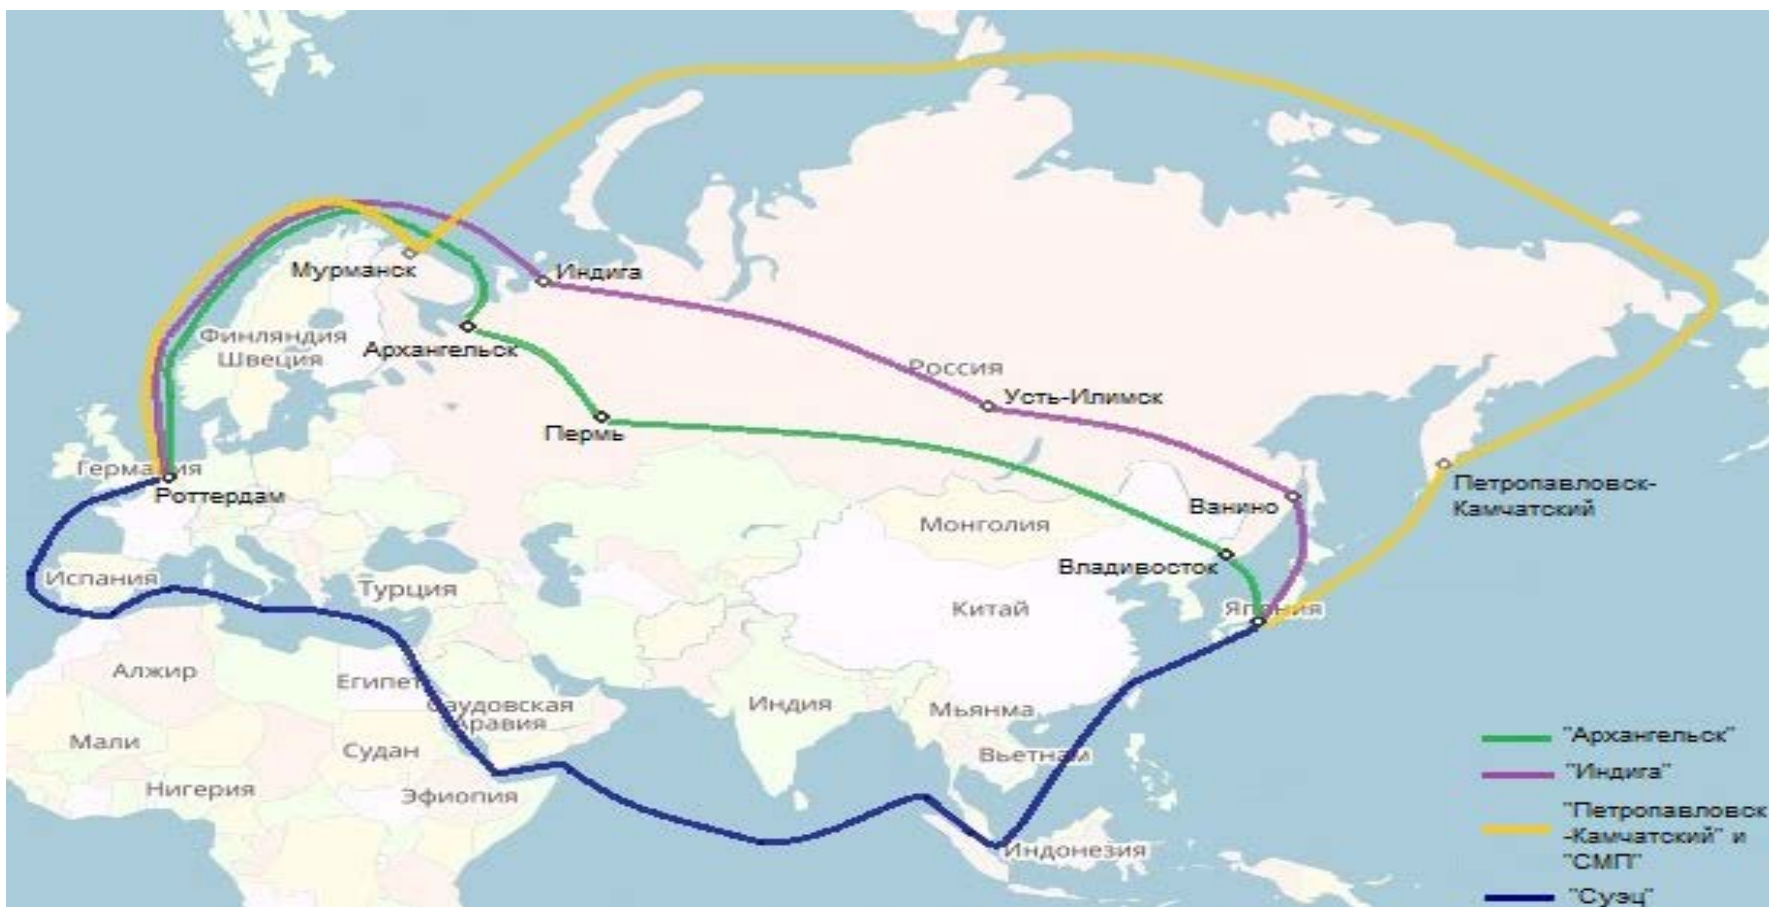 Мурманск
Индига
Финляндия
Швеция
Архангельск
Россия
Усть-Илимск
Пермь
Германия
Роттердам
Петропавловск-
Камчатский
Ванино
Монголия
Владивосток
Испания
Турция
Китай
Япония
Алжир
Египет
Саудовская
Аравия
Индия
Мьянма
Мали
Судан
Вьетнам
Нигерия
Эфиопия
Индонезия
"Архангельск"
"Индига"
"Петропавловск
-Камчатский" и
"СМП"
"Суэц"